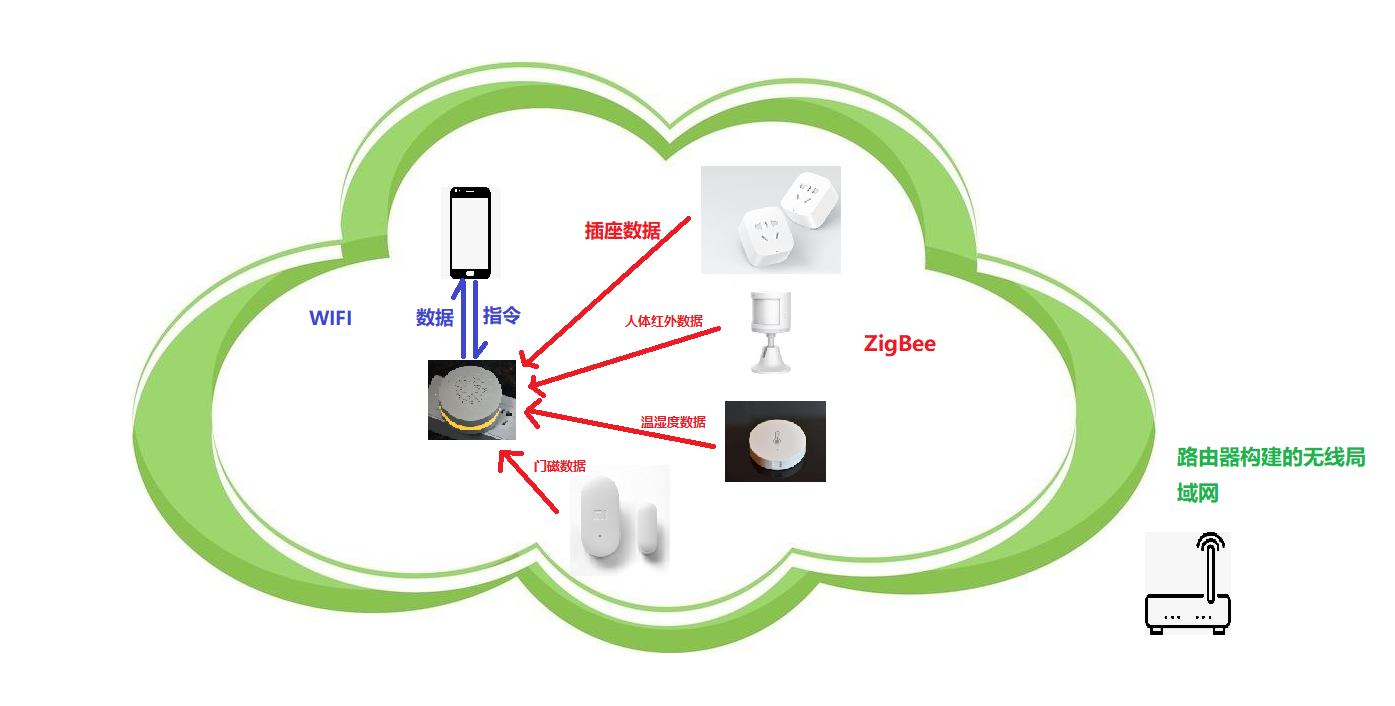 插座数据
人体红外数据
WIFI
数据
指令
ZigBee
温湿度数据
门磁数据
路由器构建的无线局
域网